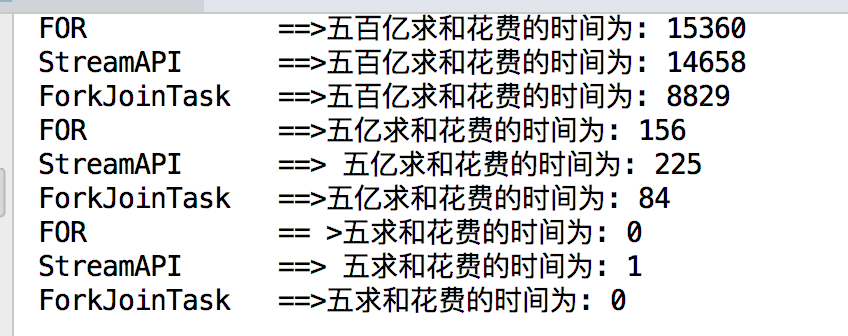 FOR            ==>五百亿求和花费的时间为: 15360
StreamAPI      ==>五百亿求和花费的时间为: 14658
ForkJoinTask   ==>五百亿求和花费的时间为: 8829
FOR            ==>五亿求和花费的时间为: 156
StreamAPI      ==> 五亿求和花费的时间为: 225
ForkJoinTask   ==>五亿求和花费的时间为: 84
FOR            == >五求和花费的时间为: 0
StreamAPI      ==> 五求和花费的时间为: 1
ForkJoinTask   ==>五求和花费的时间为: 0